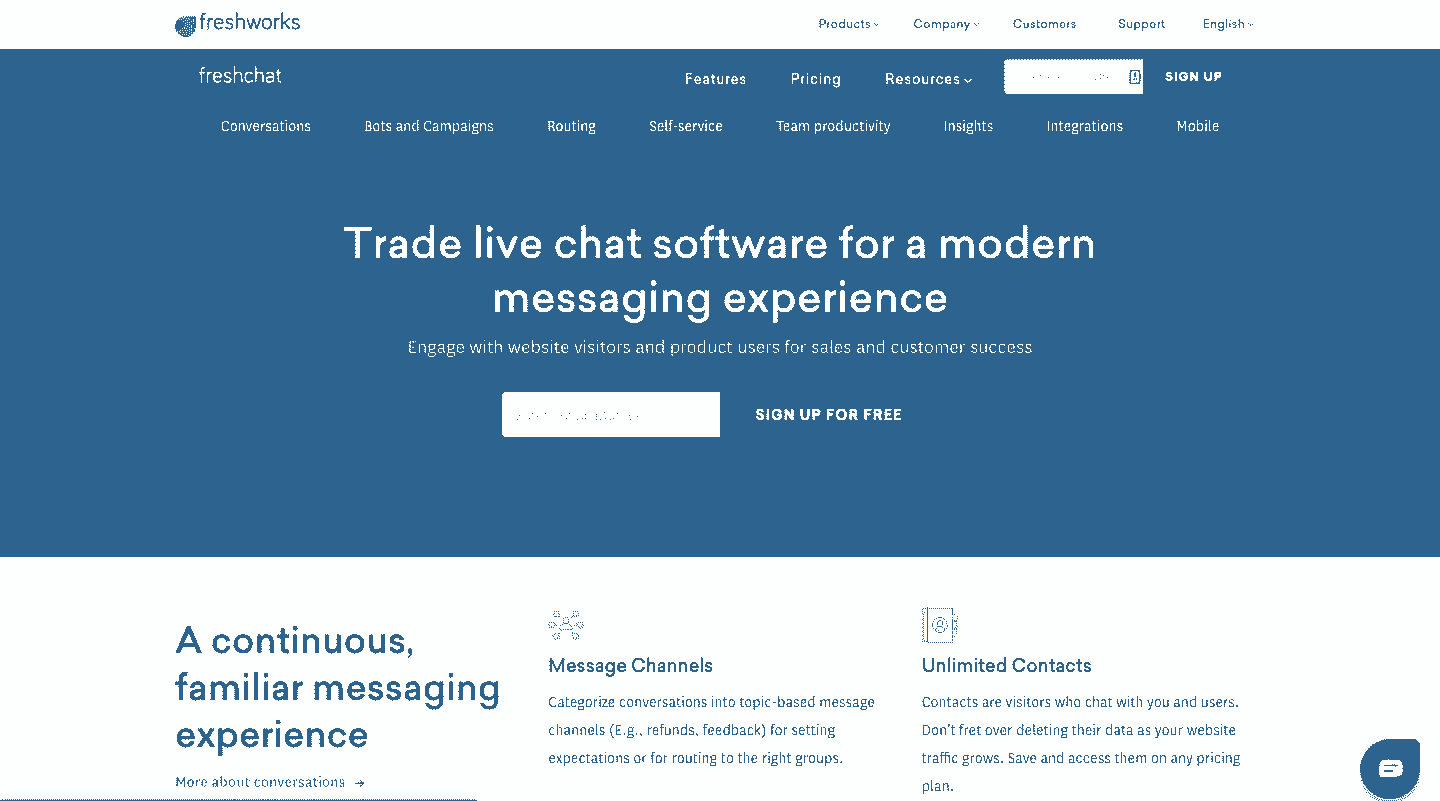 freshworks
Products
Company
Customers
Support
English
freshchat
Features
Pricing
Resources
SIGN UP
Conversations
Bots and Campaigns
Routing
Self-service
Team productivity
Insights
Integrations
Mobile
Trade live chat software for a modern
messaging experience
Engage with website visitors and product users for sales and customer success
SIGN UP FOR FREE
A continuous,
familiar messaging
experience
More about conversations →
Message Channels
Categorize conversations into topic-based message
channels (E.g., refunds, feedback) for setting
expectations or for routing to the right groups.
Unlimited Contacts
Contacts are visitors who chat with you and users.
Don't fret over deleting their data as your website
traffic grows. Save and access them on any pricing
plan.